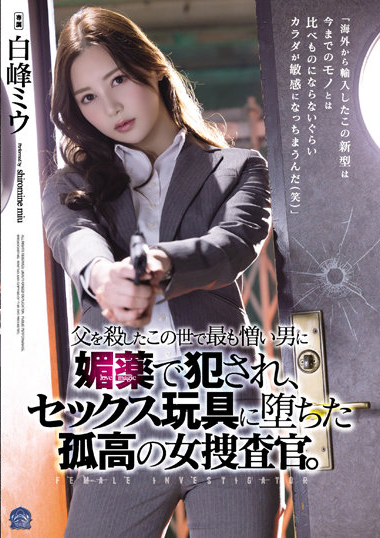 「海外から輸入したこの新型は
今までのモノとは
比べものにならないぐらい
カラダが敏感になっちまうんだ(笑)」
専属
白峰ミウ
Performed by shiromine miu
父を殺したこの世で最も憎い男に
媚薬で犯され、
love magic
セックス玩具に堕ちた
孤高の女捜査官。
FEMALE INVESTIGATOR